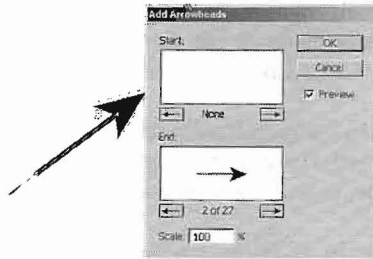 Add Arrowheads
Start:
OK
Cancel
Preview
None
End:
2 of 27
Scale: 100 %